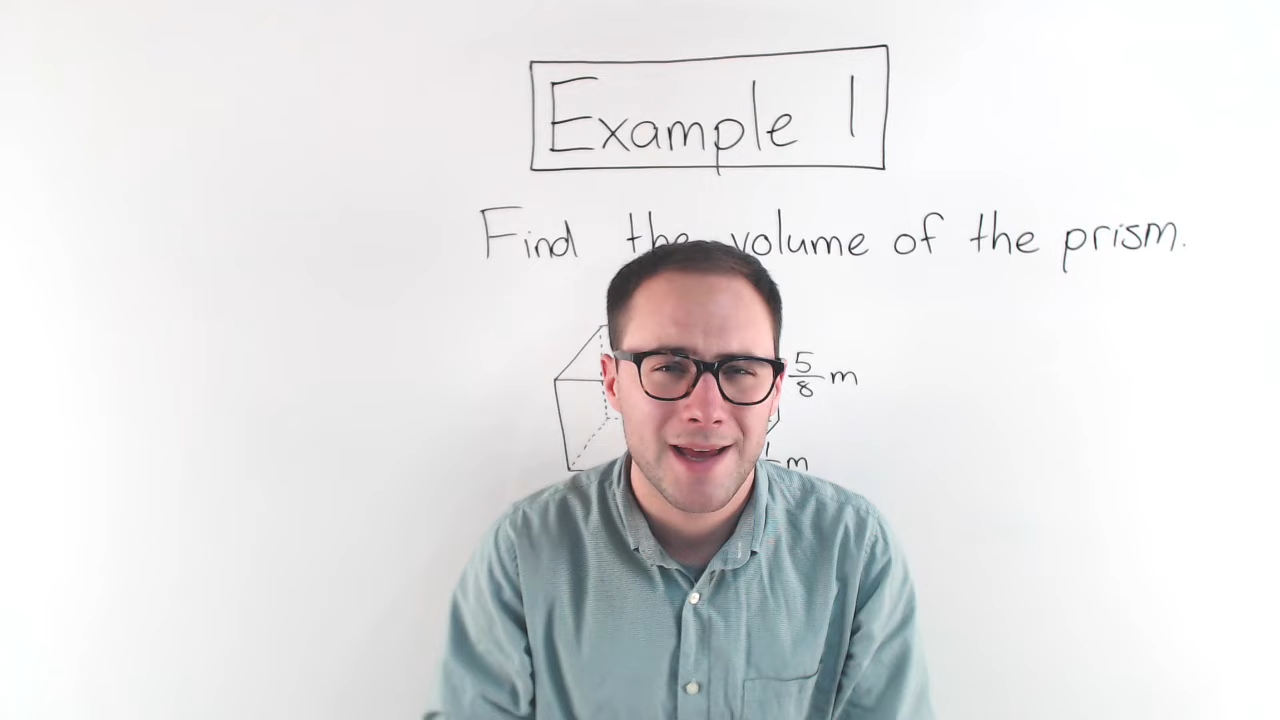 Example 1
Find the volume of the prism.
5/8 m
m